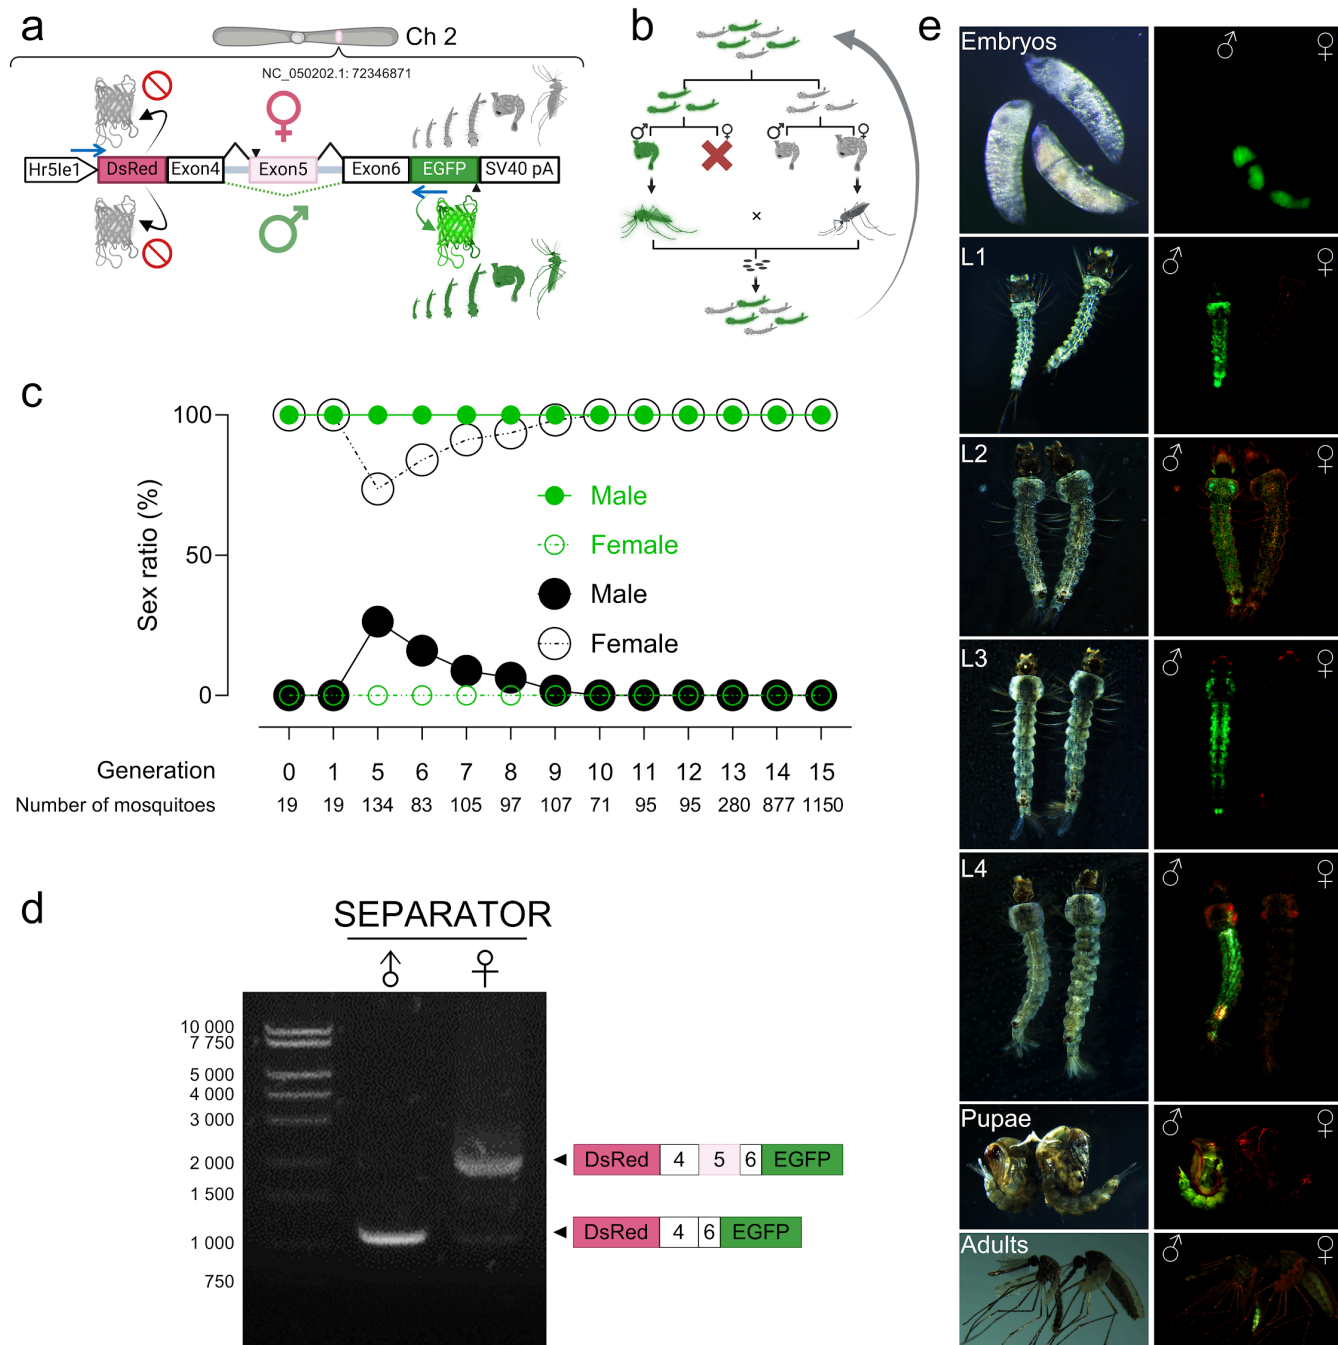 a
Ch 2
NC_050202.1: 72346871
♀
Hr5Ie1 DsRed Exon4 Exon5 Exon6 EGFP SV40 pA
♂
b
♂ ♀ ♂ ♀
×
c
Sex ratio (%)
100
50
0
Male
Female
Male
Female
Generation 0 1 5 6 7 8 9 10 11 12 13 14 15
Number of mosquitoes 19 19 134 83 105 97 107 71 95 95 280 877 1150
d
SEPARATOR
♂ ♀
10 000
7 750
5 000
4 000
3 000
2 000
1 500
1 000
750
DsRed 4 5 6 EGFP
DsRed 4 6 EGFP
e
Embryos ♂ ♀
L1 ♂ ♀
L2 ♂ ♀
L3 ♂ ♀
L4 ♂ ♀
Pupae ♂ ♀
Adults ♂ ♀